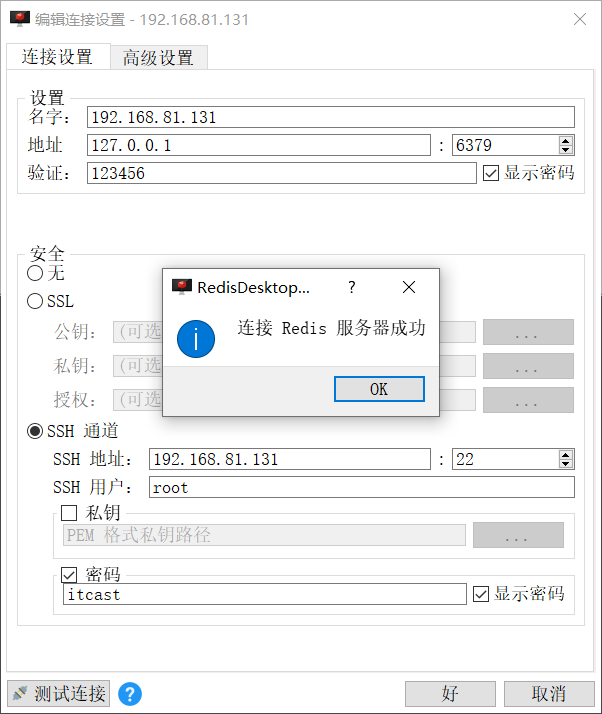 编辑连接设置 - 192.168.81.131
连接设置 高级设置
设置
名字： 192.168.81.131
地址 127.0.0.1 : 6379
验证： 123456 显示密码
安全
无
RedisDesktop... ?
SSL
连接 Redis 服务器成功
公钥： (可选 ...
私钥： (可选 ...
OK
授权： (可选 ...
SSH 通道
SSH 地址： 192.168.81.131 : 22
SSH 用户： root
私钥
PEM 格式私钥路径 ...
密码
itcast 显示密码
测试连接 ? 好 取消